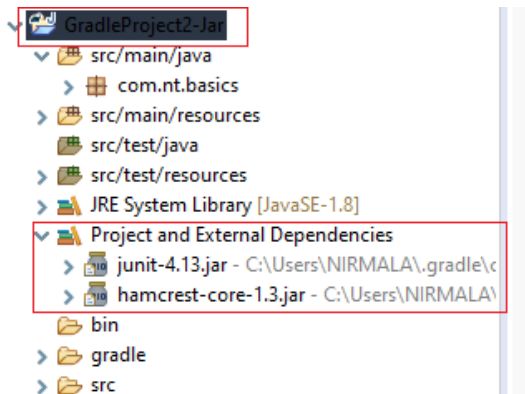 GradleProject2-Jar
src/main/java
com.nt.basics
src/main/resources
src/test/java
src/test/resources
JRE System Library [JavaSE-1.8]
Project and External Dependencies
junit-4.13.jar - C:\Users\NIRMALA\.gradle\c
hamcrest-core-1.3.jar - C:\Users\NIRMALA\
bin
gradle
src